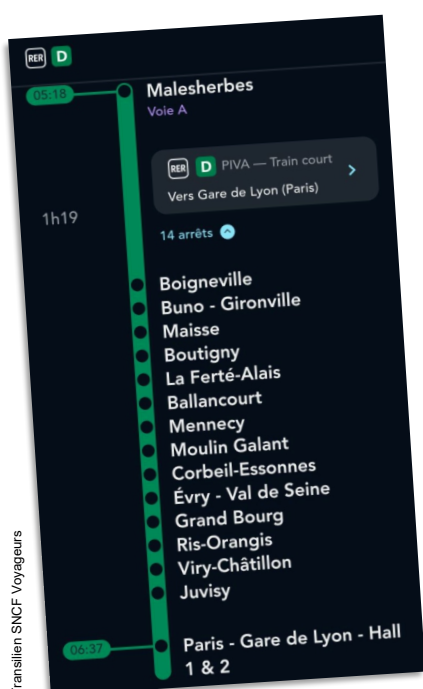 RER D
05:18
Malesherbes
Voie A
RER D PIVA — Train court
Vers Gare de Lyon (Paris)
1h19
14 arrêts
Boigneville
Buno - Gironville
Maisse
Boutigny
La Ferté-Alais
Ballancourt
Mennecy
Moulin Galant
Corbeil-Essonnes
Évry - Val de Seine
Grand Bourg
Ris-Orangis
Viry-Châtillon
Juvisy
06:37
Paris - Gare de Lyon - Hall
1 & 2
Transilien SNCF Voyageurs